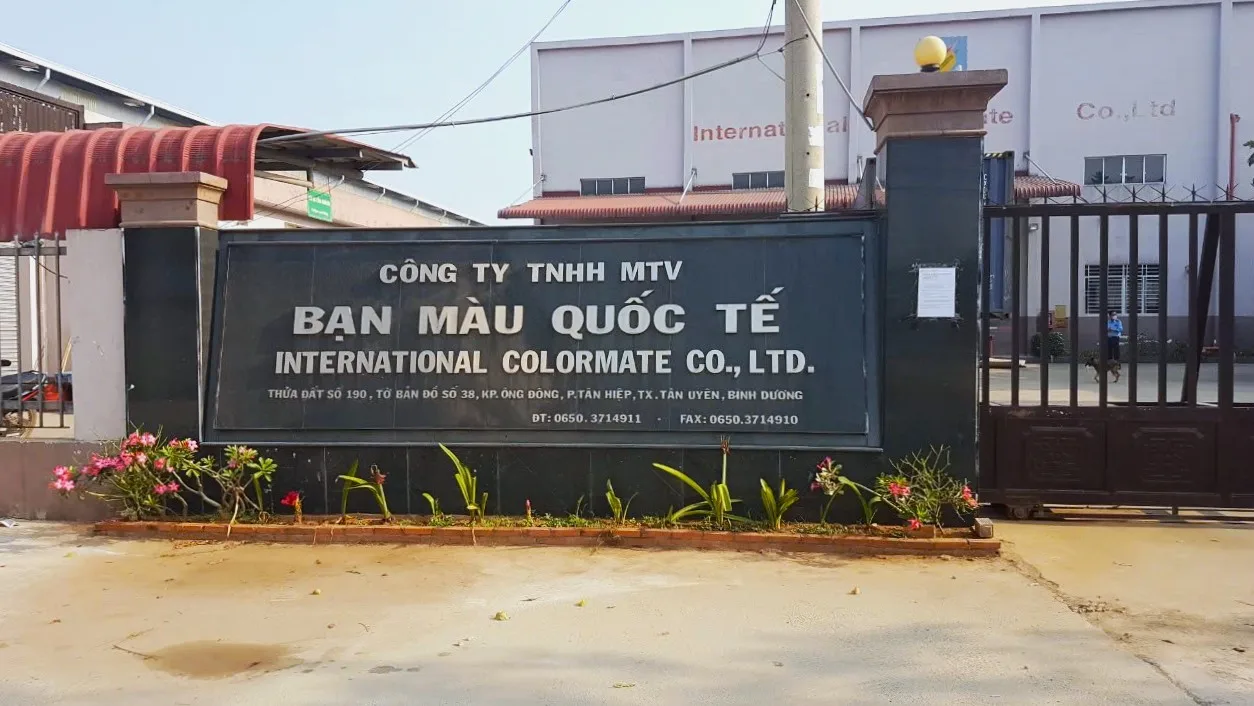 International
Co.,Ltd
CÔNG TY TNHH MTV
BẠN MÀU QUỐC TẾ
INTERNATIONAL COLORMATE CO., LTD.
THỬA ĐẤT SỐ 190, TỜ BẢN ĐỒ SỐ 38, KP. ÔNG ĐÔNG, P. TÂN HIỆP, TX. TÂN UYÊN, BÌNH DƯƠNG
ĐT: 0650.3714911 - FAX: 0650.3714910